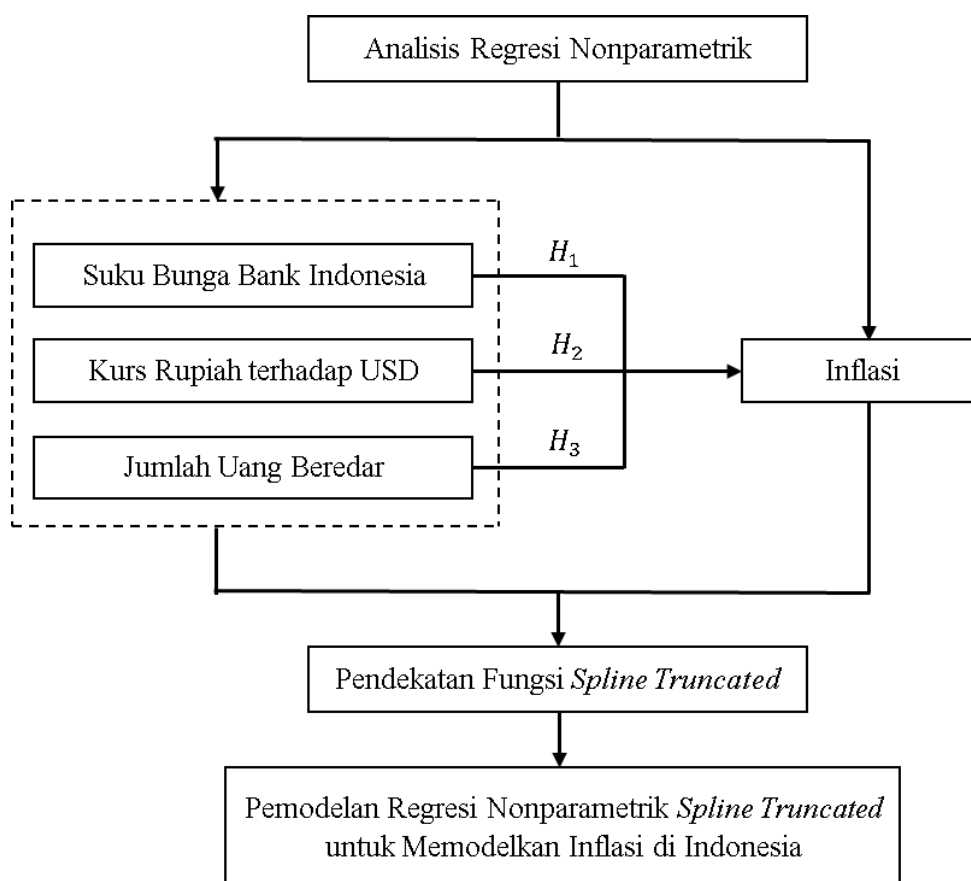 Analisis Regresi Nonparametrik
Suku Bunga Bank Indonesia
H₁
Kurs Rupiah terhadap USD
H₂
Inflasi
Jumlah Uang Beredar
H₃
Pendekatan Fungsi Spline Truncated
Pemodelan Regresi Nonparametrik Spline Truncated
untuk Memodelkan Inflasi di Indonesia